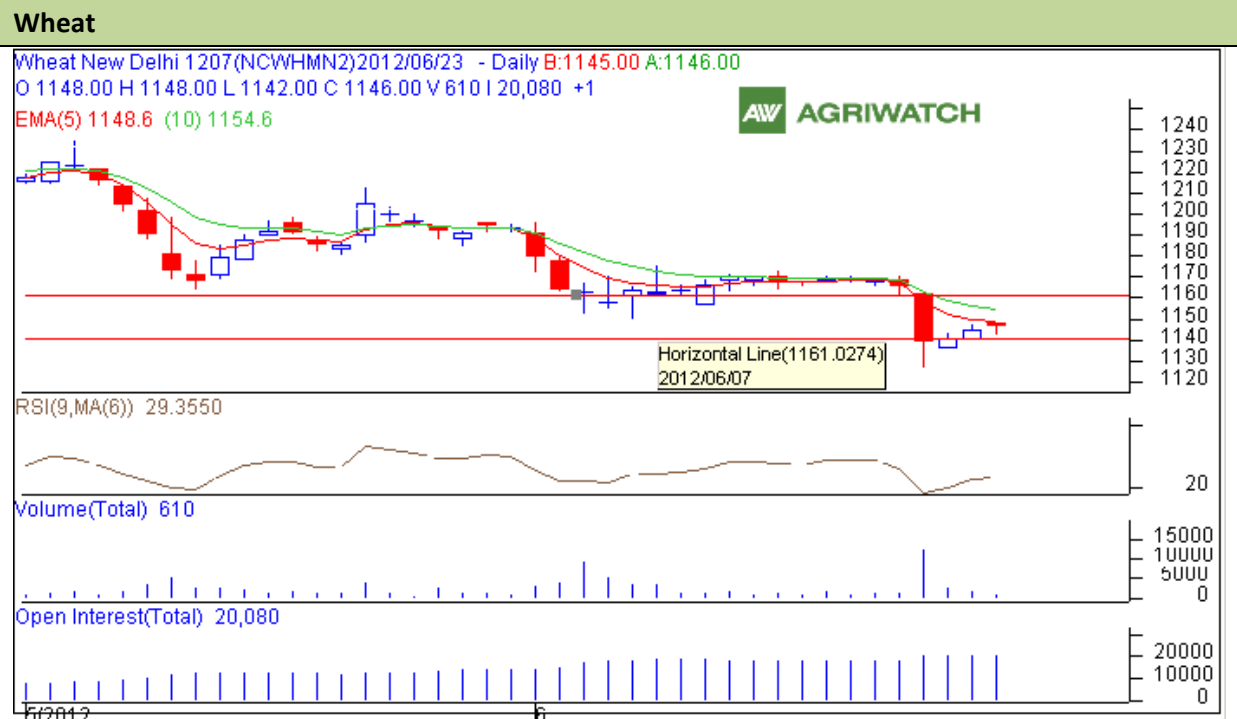 Wheat
Wheat New Delhi 1207(NCWHMN2)2012/06/23 - Daily B:1145.00 A:1146.00
O 1148.00 H 1148.00 L 1142.00 C 1146.00 V 610 I 20,080 +1
EMA(5) 1148.6 (10) 1154.6
AW AGRIWATCH
1240
1230
1220
1210
1200
1190
1180
1170
1160
1150
1140
1130
1120
Horizontal Line(1161.0274)
2012/06/07
RSI(9,MA(6)) 29.3550
20
Volume(Total) 610
15000
10000
5000
0
Open Interest(Total) 20,080
20000
10000
0
5/2012
6